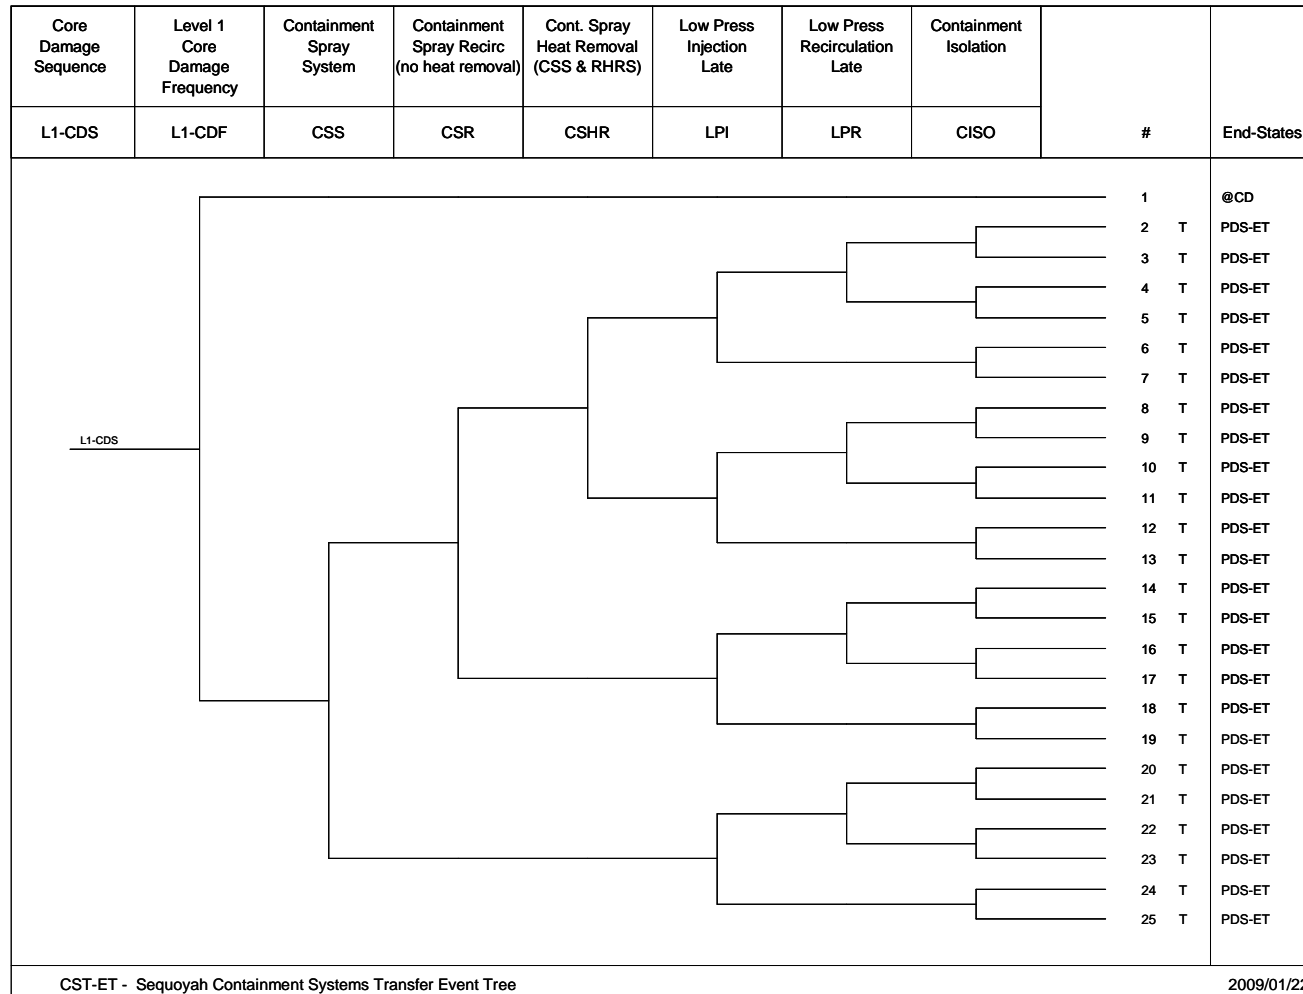 Core
Damage
Sequence
Level 1
Core
Damage
Frequency
Containment
Spray
System
Containment
Spray Recirc
(no heat removal)
Cont. Spray
Heat Removal
(CSS & RHRS)
Low Press
Injection
Late
Low Press
Recirculation
Late
Containment
Isolation
L1-CDS L1-CDF CSS CSR CSHR LPI LPR CISO # End-States
1 @CD
2 T PDS-ET
3 T PDS-ET
4 T PDS-ET
5 T PDS-ET
6 T PDS-ET
7 T PDS-ET
8 T PDS-ET
L1-CDS
9 T PDS-ET
10 T PDS-ET
11 T PDS-ET
12 T PDS-ET
13 T PDS-ET
14 T PDS-ET
15 T PDS-ET
16 T PDS-ET
17 T PDS-ET
18 T PDS-ET
19 T PDS-ET
20 T PDS-ET
21 T PDS-ET
22 T PDS-ET
23 T PDS-ET
24 T PDS-ET
25 T PDS-ET
CST-ET - Sequoyah Containment Systems Transfer Event Tree 2009/01/22